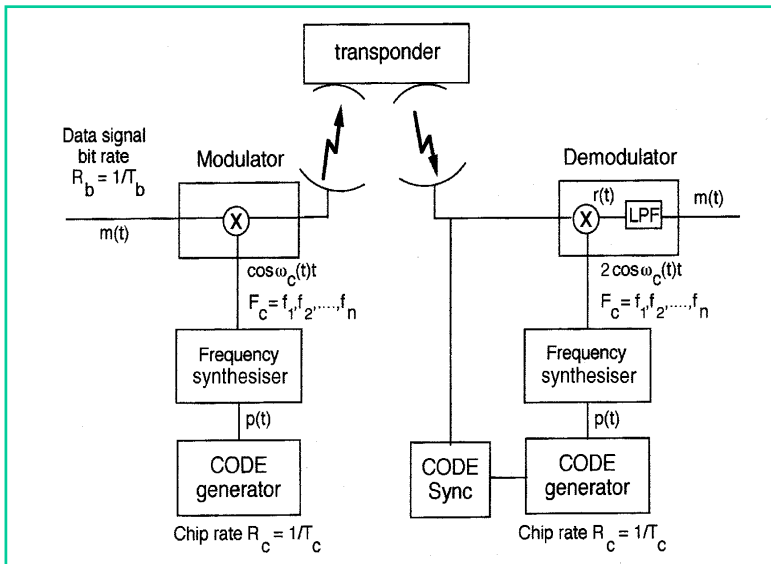 transponder
Data signal
bit rate
R_b = 1/T_b
Modulator
X
m(t)
cosω_c(t)t
F_c = f_1,f_2,....,f_n
Frequency
synthesiser
p(t)
CODE
generator
Chip rate R_c = 1/T_c
Demodulator
r(t)
X
LPF
m(t)
2cosω_c(t)t
F_c = f_1,f_2,....,f_n
Frequency
synthesiser
p(t)
CODE
Sync
CODE
generator
Chip rate R_c = 1/T_c